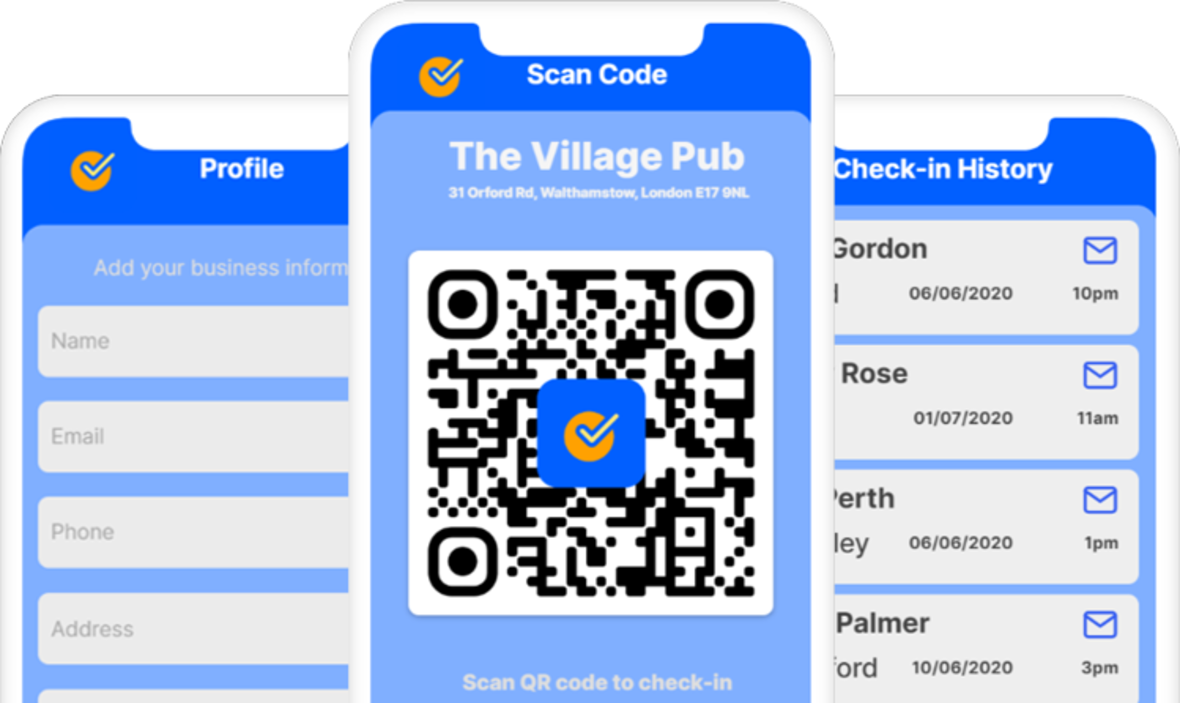 Profile
Add your business inform
Name
Email
Phone
Address
Scan Code
The Village Pub
31 Orford Rd, Walthamstow, London E17 9NL
Scan QR code to check-in
Check-in History
Gordon
06/06/2020 10pm
Rose
01/07/2020 11am
Perth
ley 06/06/2020 1pm
Palmer
ford 10/06/2020 3pm